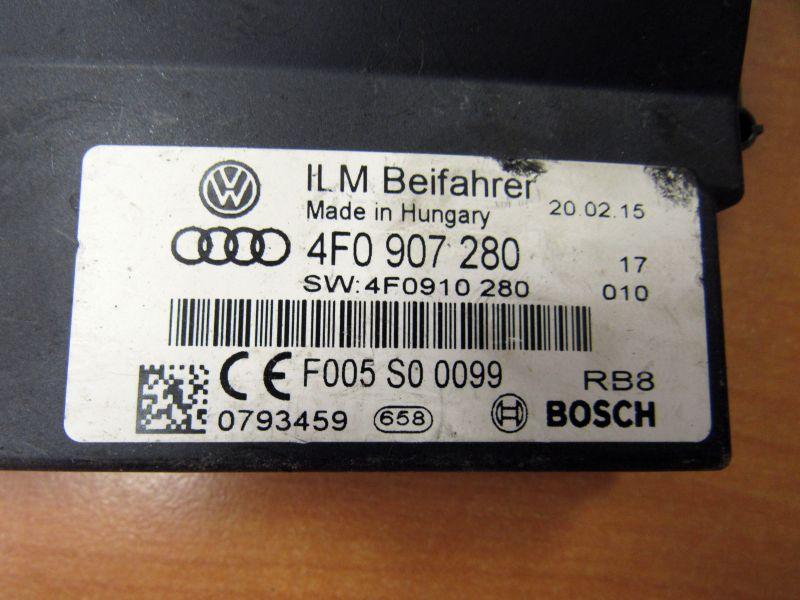 ILM Beifahrer
Made in Hungary 20.02.15
4F0 907 280 17
SW:4F0910 280 010
CE F005 S0 0099 RB8
0793459 658 BOSCH